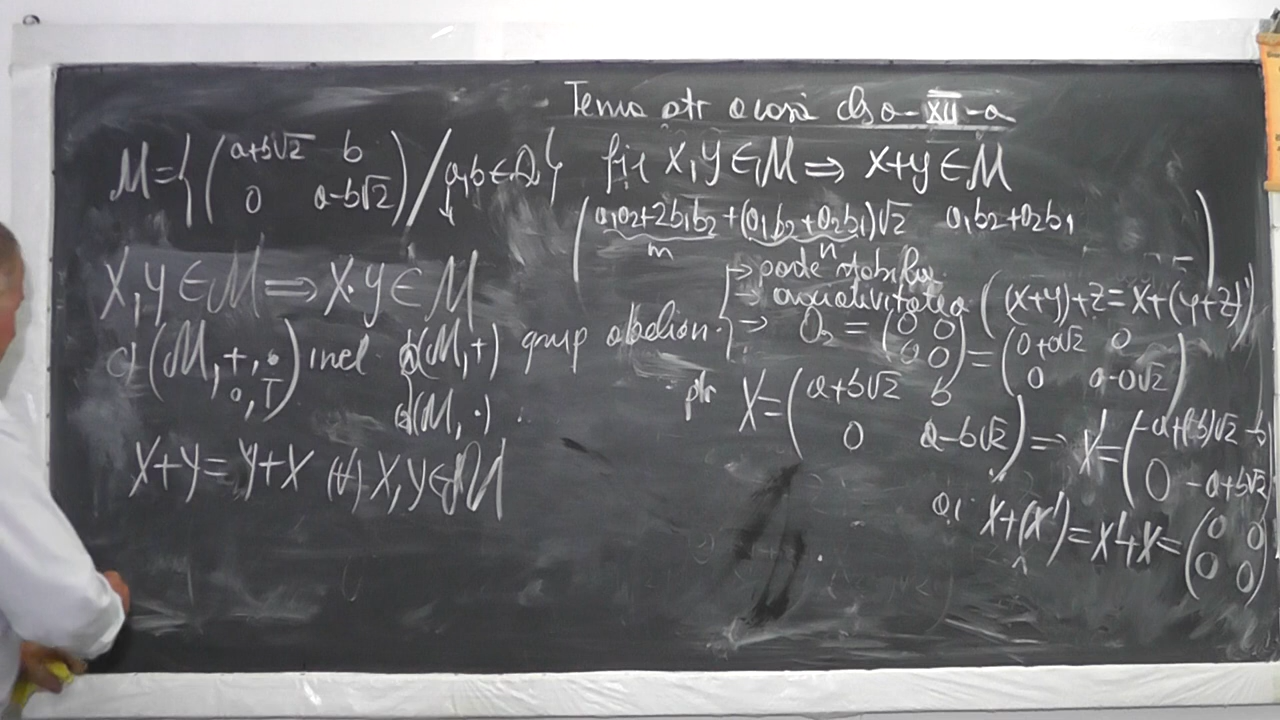 Tema ptr acasă cls a-XII-a
M={(a+b√2 b
0 a-b√2)/a,b∈Q}
fie X,Y∈M⇒X+Y∈M
(a₁a₂+2b₁b₂+(a₁b₂+a₂b₁)√2 a₁b₂+a₂b₁)
m n
X,Y∈M⇒X·Y∈M
→parte stabilă
→asociativitatea ((X+Y)+Z=X+(Y+Z))
c) (M,+,·) inel a(M,+) grup abelian
→ O₂=(0 0
0 0)=(0+0√2 0
0 0-0√2)
a(M,·)
ptr X=(a+b√2 b
0 a-b√2)⇒X'=(-a+(-b)√2 -b
0 -a+b√2)
X+Y=Y+X (∀) X,Y∈M
a.i. X+(X')=X'+X=(0 0
0 0)